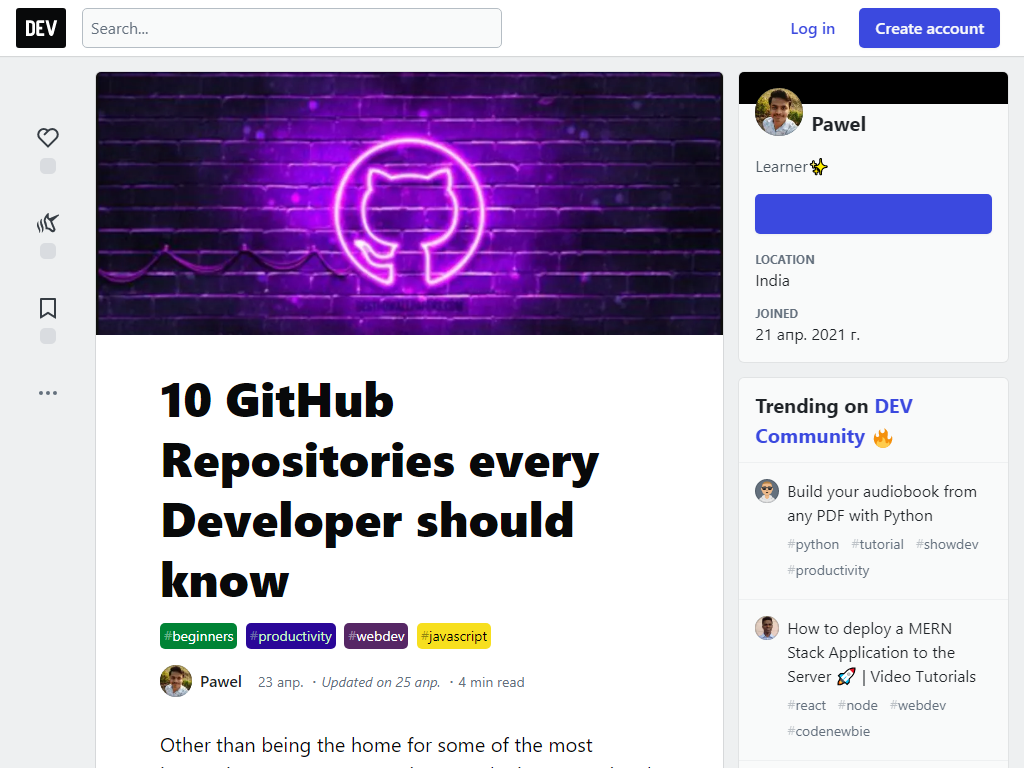 DEV
Search...
Log in
Create account
Pawel
Learner✨
LOCATION
India
JOINED
21 апр. 2021 г.
10 GitHub
Repositories every
Developer should
know
#beginners #productivity #webdev #javascript
Pawel 23 апр. · Updated on 25 апр. · 4 min read
Other than being the home for some of the most
Trending on DEV
Community 🔥
Build your audiobook from
any PDF with Python
#python #tutorial #showdev
#productivity
How to deploy a MERN
Stack Application to the
Server 🚀 | Video Tutorials
#react #node #webdev
#codenewbie